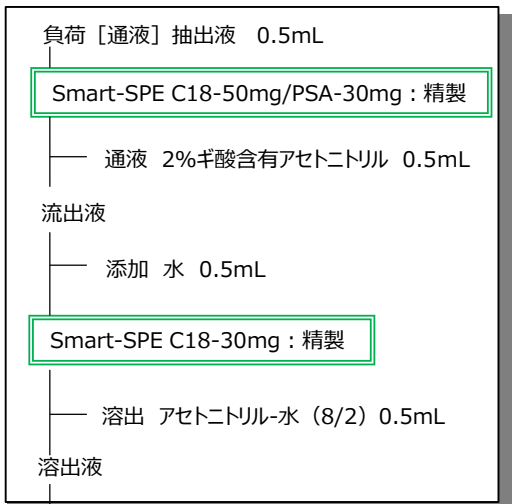 負荷 [通液] 抽出液 0.5mL
Smart-SPE C18-50mg/PSA-30mg：精製
通液 2%ギ酸含有アセトニトリル 0.5mL
流出液
添加 水 0.5mL
Smart-SPE C18-30mg：精製
溶出 アセトニトリル-水（8/2）0.5mL
溶出液